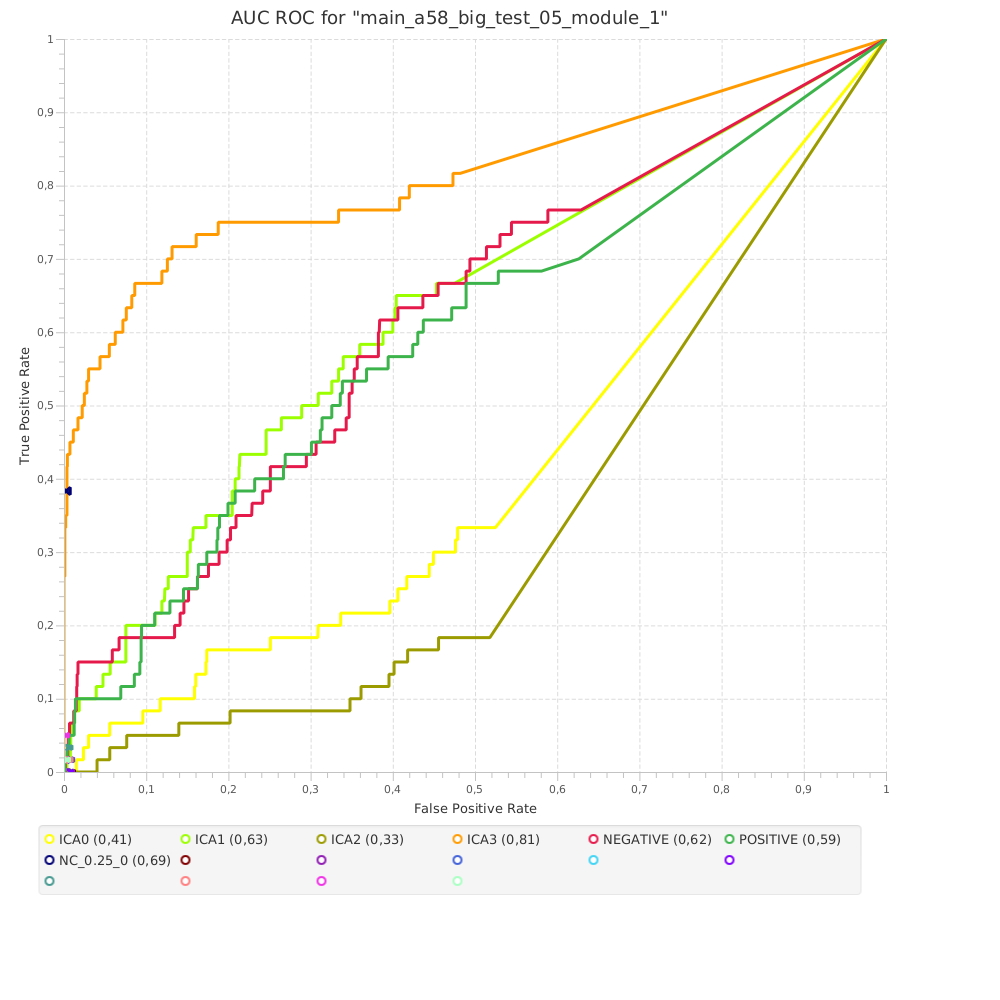 AUC ROC for "main_a58_big_test_05_module_1"
1
0,9
0,8
0,7
0,6
0,5
0,4
0,3
0,2
0,1
0
True Positive Rate
0 0,1 0,2 0,3 0,4 0,5 0,6 0,7 0,8 0,9 1
False Positive Rate
ICA0 (0,41) ICA1 (0,63) ICA2 (0,33) ICA3 (0,81) NEGATIVE (0,62) POSITIVE (0,59)
NC_0.25_0 (0,69)